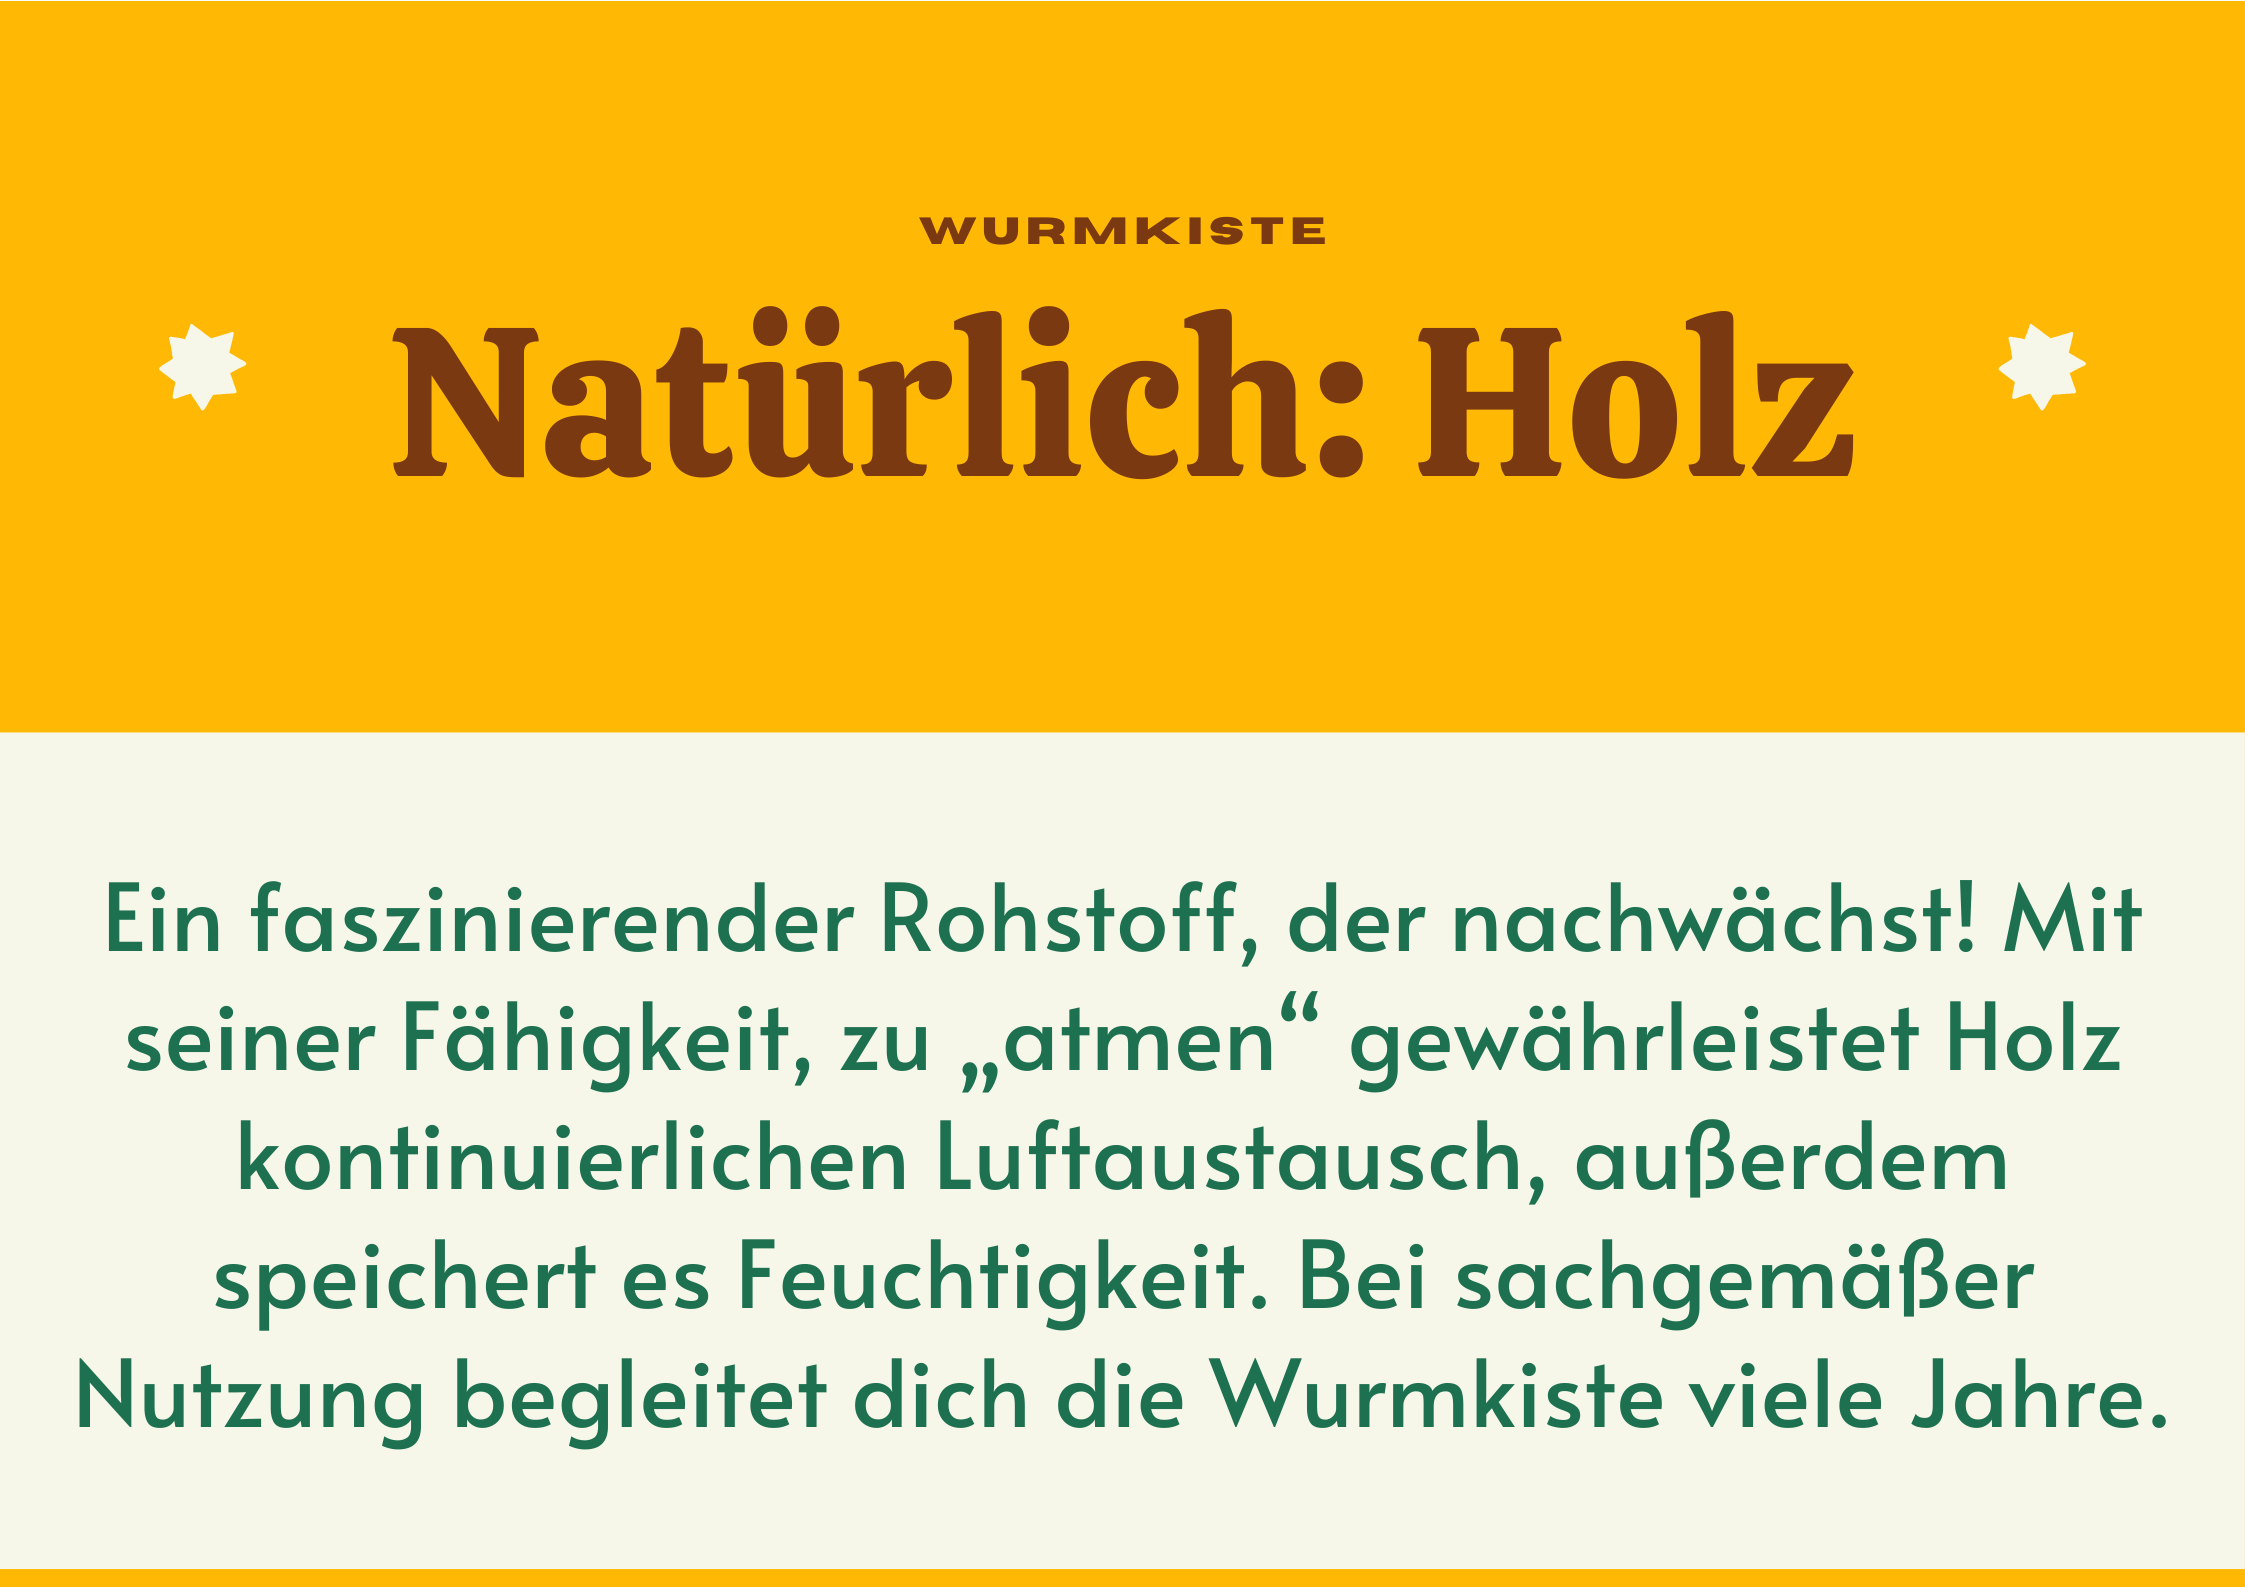 WURMKISTE
Natürlich: Holz
Ein faszinierender Rohstoff, der nachwächst! Mit
seiner Fähigkeit, zu „atmen“ gewährleistet Holz
kontinuierlichen Luftaustausch, außerdem
speichert es Feuchtigkeit. Bei sachgemäßer
Nutzung begleitet dich die Wurmkiste viele Jahre.